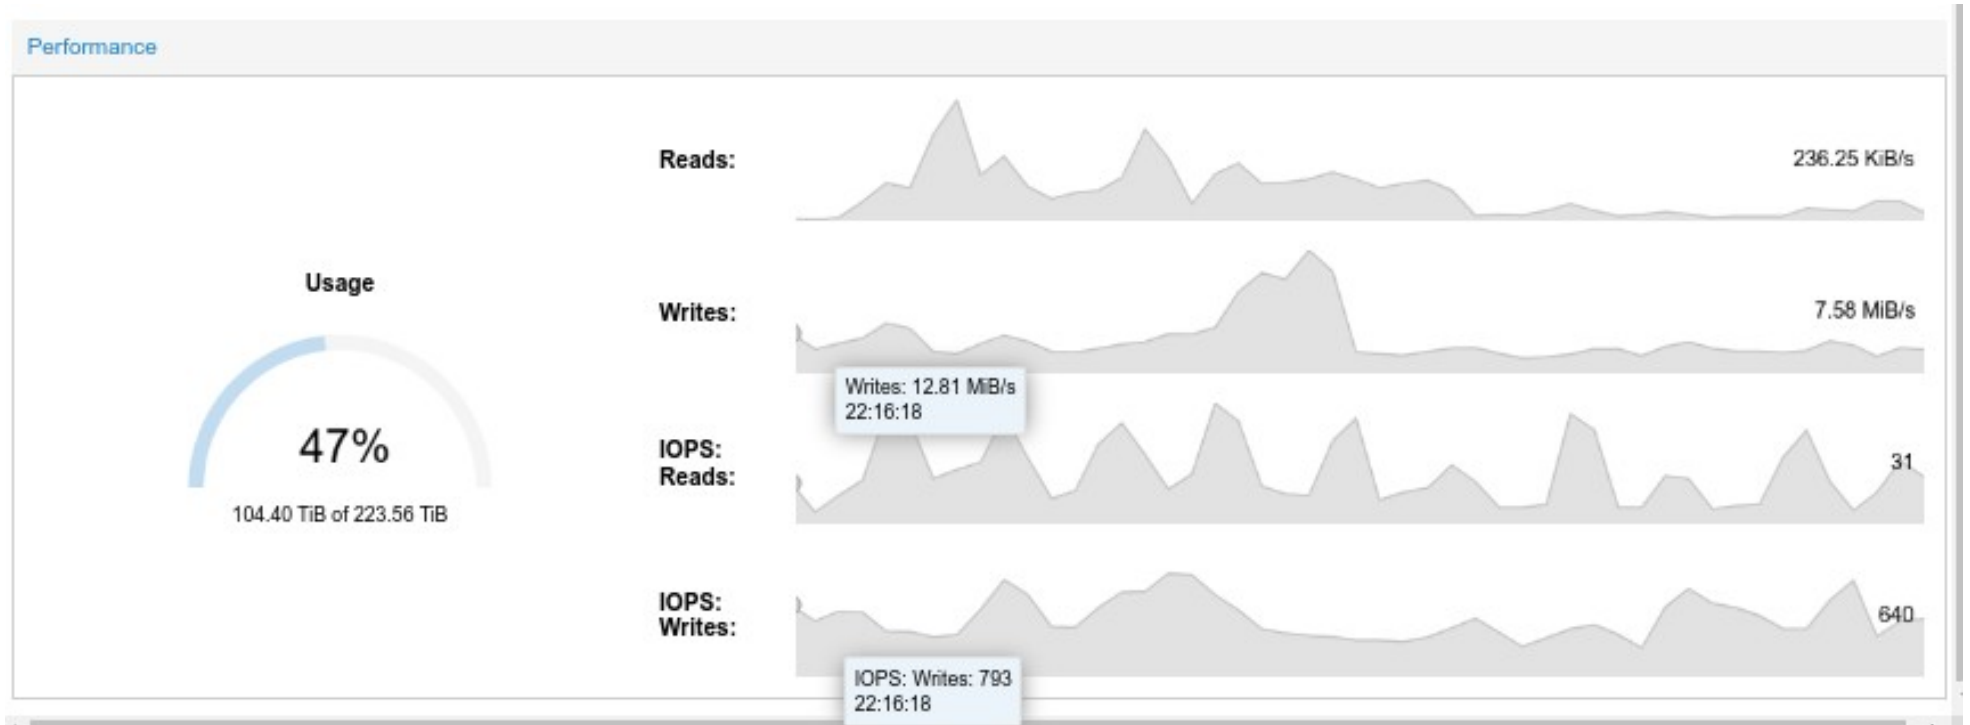 Performance
Usage
47%
104.40 TiB of 223.56 TiB
Reads:
236.25 KiB/s
Writes:
7.58 MiB/s
Writes: 12.81 MiB/s
22:16:18
IOPS:
Reads:
31
IOPS:
Writes:
640
IOPS: Writes: 793
22:16:18